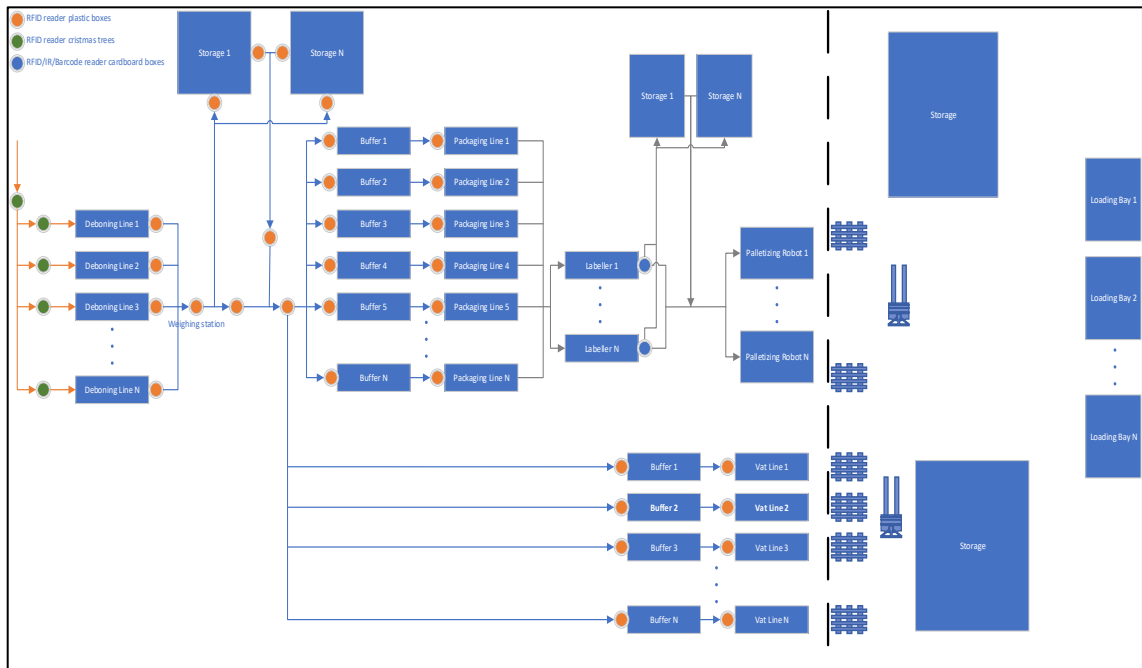 RFID reader plastic boxes
RFID reader cristmas trees
RFID/IR/Barcode reader cardboard boxes
Storage 1
Storage N
Storage 1
Storage N
Storage
Buffer 1
Packaging Line 1
Buffer 2
Packaging Line 2
Buffer 3
Packaging Line 3
Buffer 4
Packaging Line 4
Buffer 5
Packaging Line 5
Buffer N
Packaging Line N
Deboning Line 1
Deboning Line 2
Deboning Line 3
Deboning Line N
Weighing station
Labeller 1
Labeller N
Palletizing Robot 1
Palletizing Robot N
Loading Bay 1
Loading Bay 2
Loading Bay N
Buffer 1
Vat Line 1
Buffer 2
Vat Line 2
Buffer 3
Vat Line 3
Buffer N
Vat Line N
Storage